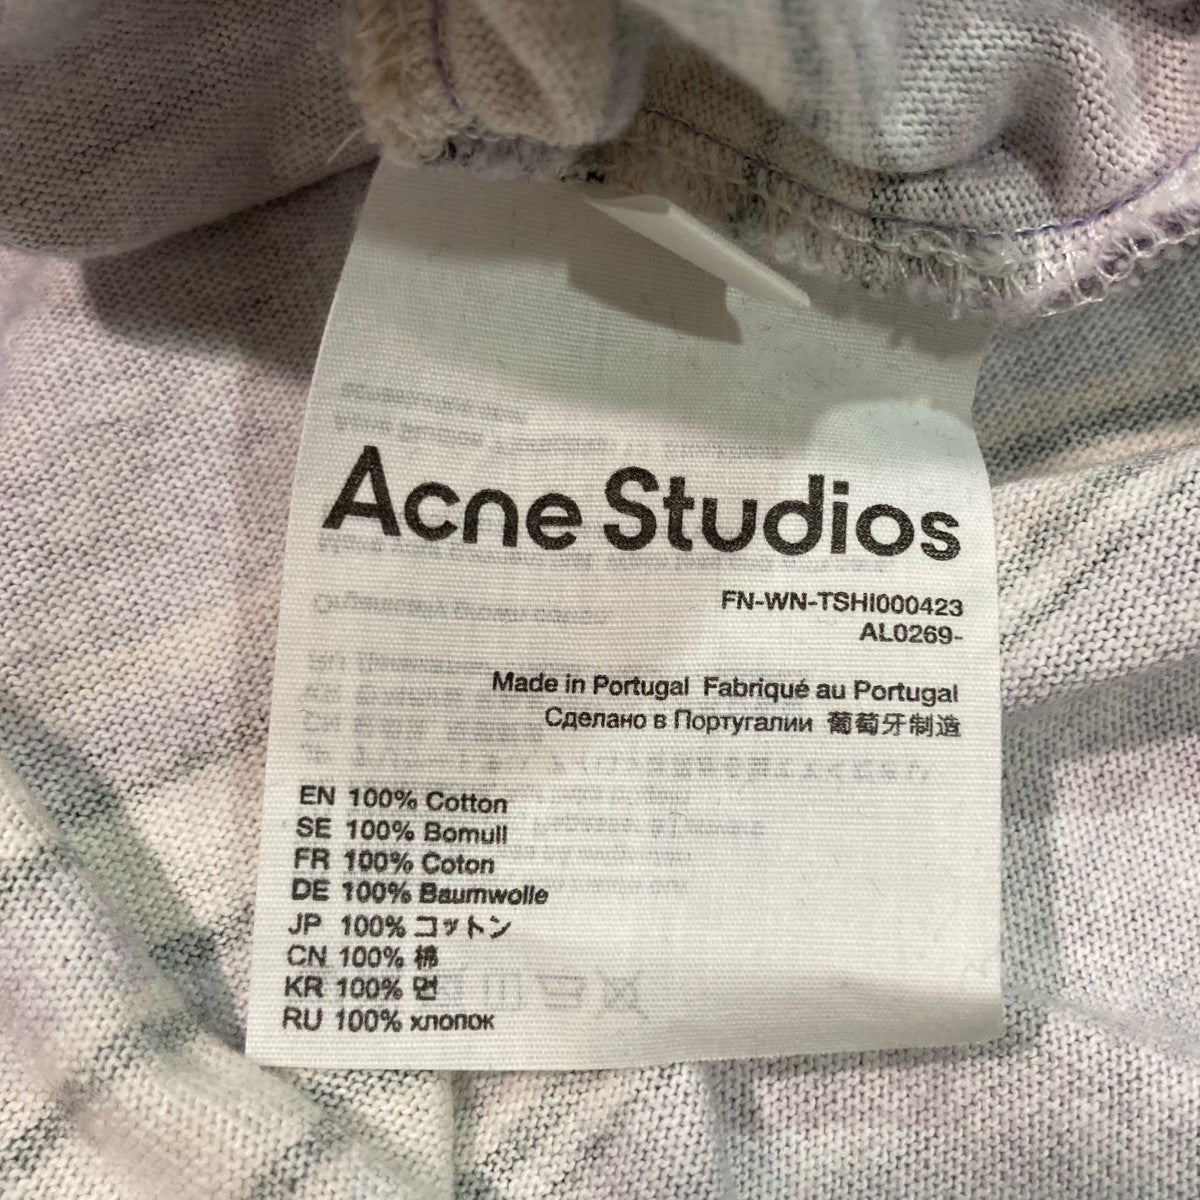 Acne Studios
FN-WN-TSHI000423
AL0269-
Made in Portugal Fabriqué au Portugal
Сделано в Португалии 葡萄牙制造
EN 100% Cotton
SE 100% Bomull
FR 100% Coton
DE 100% Baumwolle
JP 100% コットン
CN 100% 棉
KR 100% 면
RU 100% хлопок